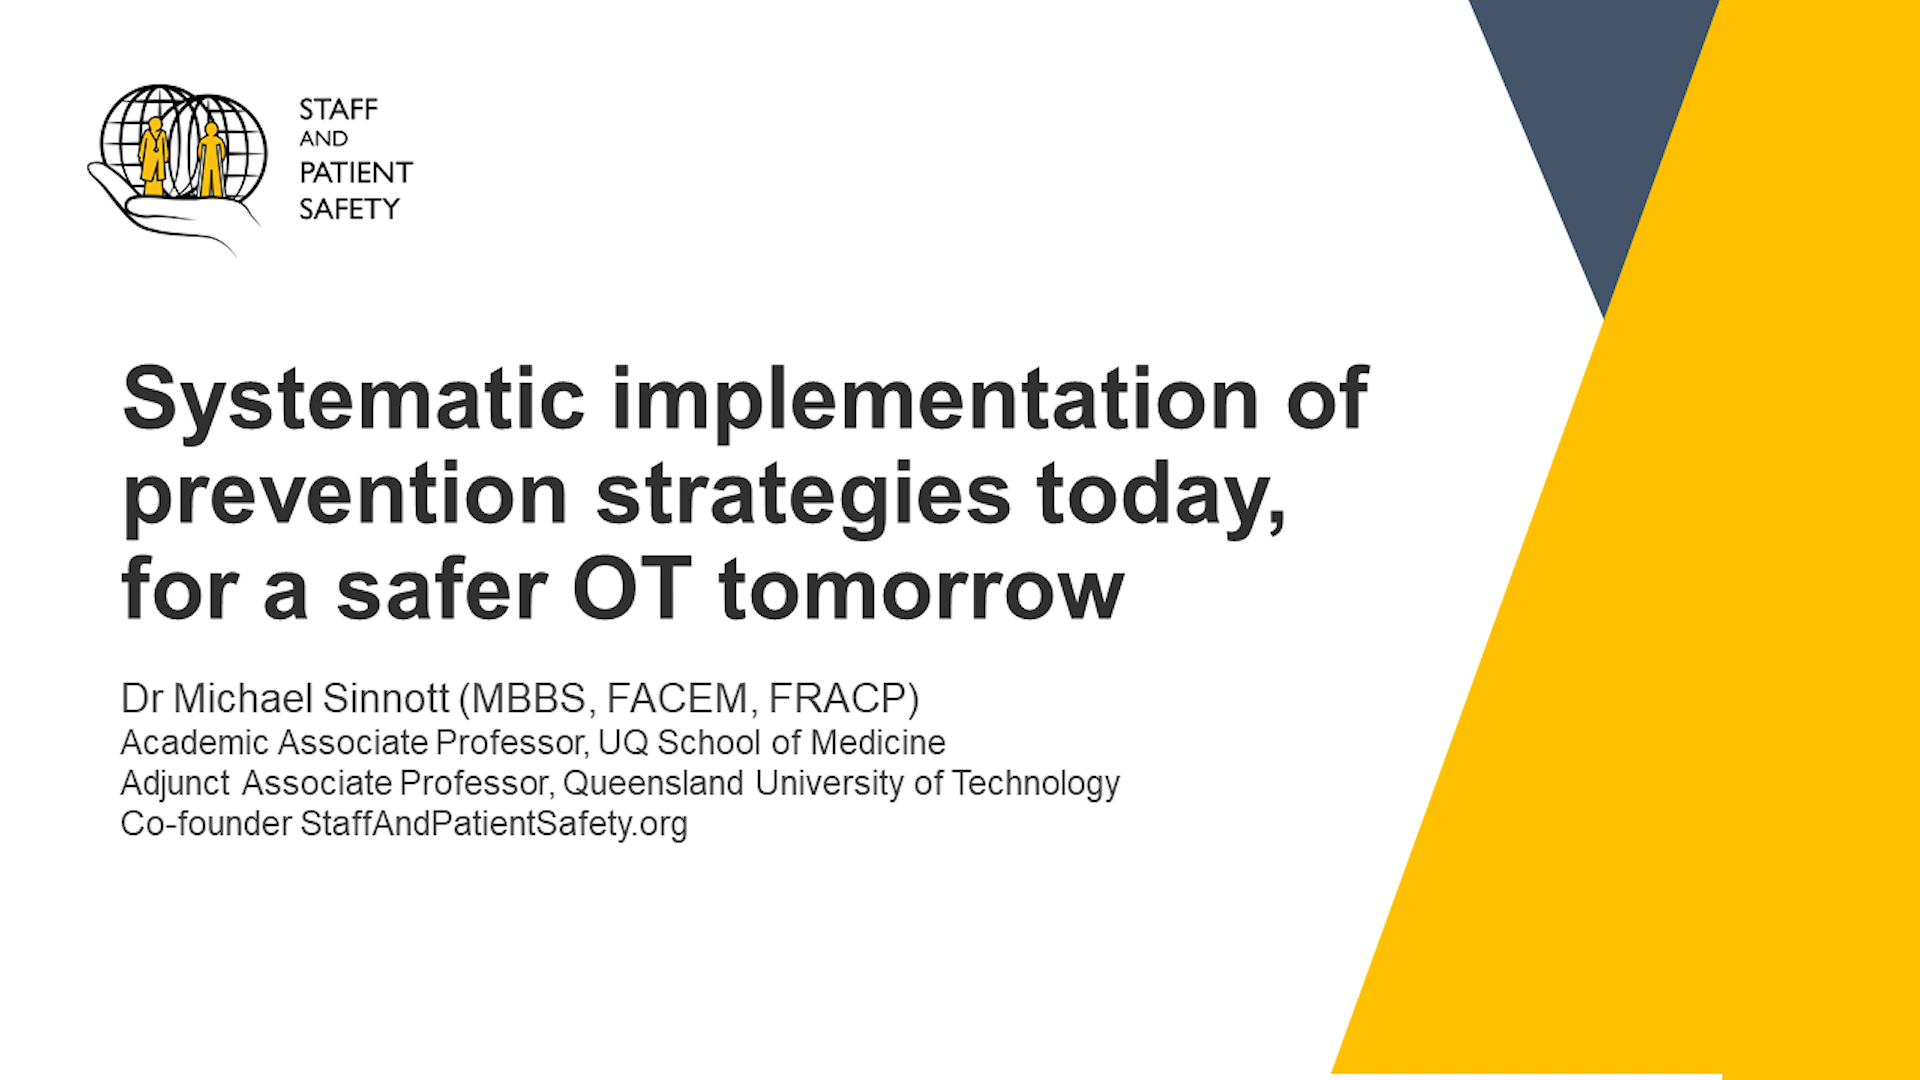 STAFF
AND
PATIENT
SAFETY
Systematic implementation of
prevention strategies today,
for a safer OT tomorrow
Dr Michael Sinnott (MBBS, FACEM, FRACP)
Academic Associate Professor, UQ School of Medicine
Adjunct Associate Professor, Queensland University of Technology
Co-founder StaffAndPatientSafety.org